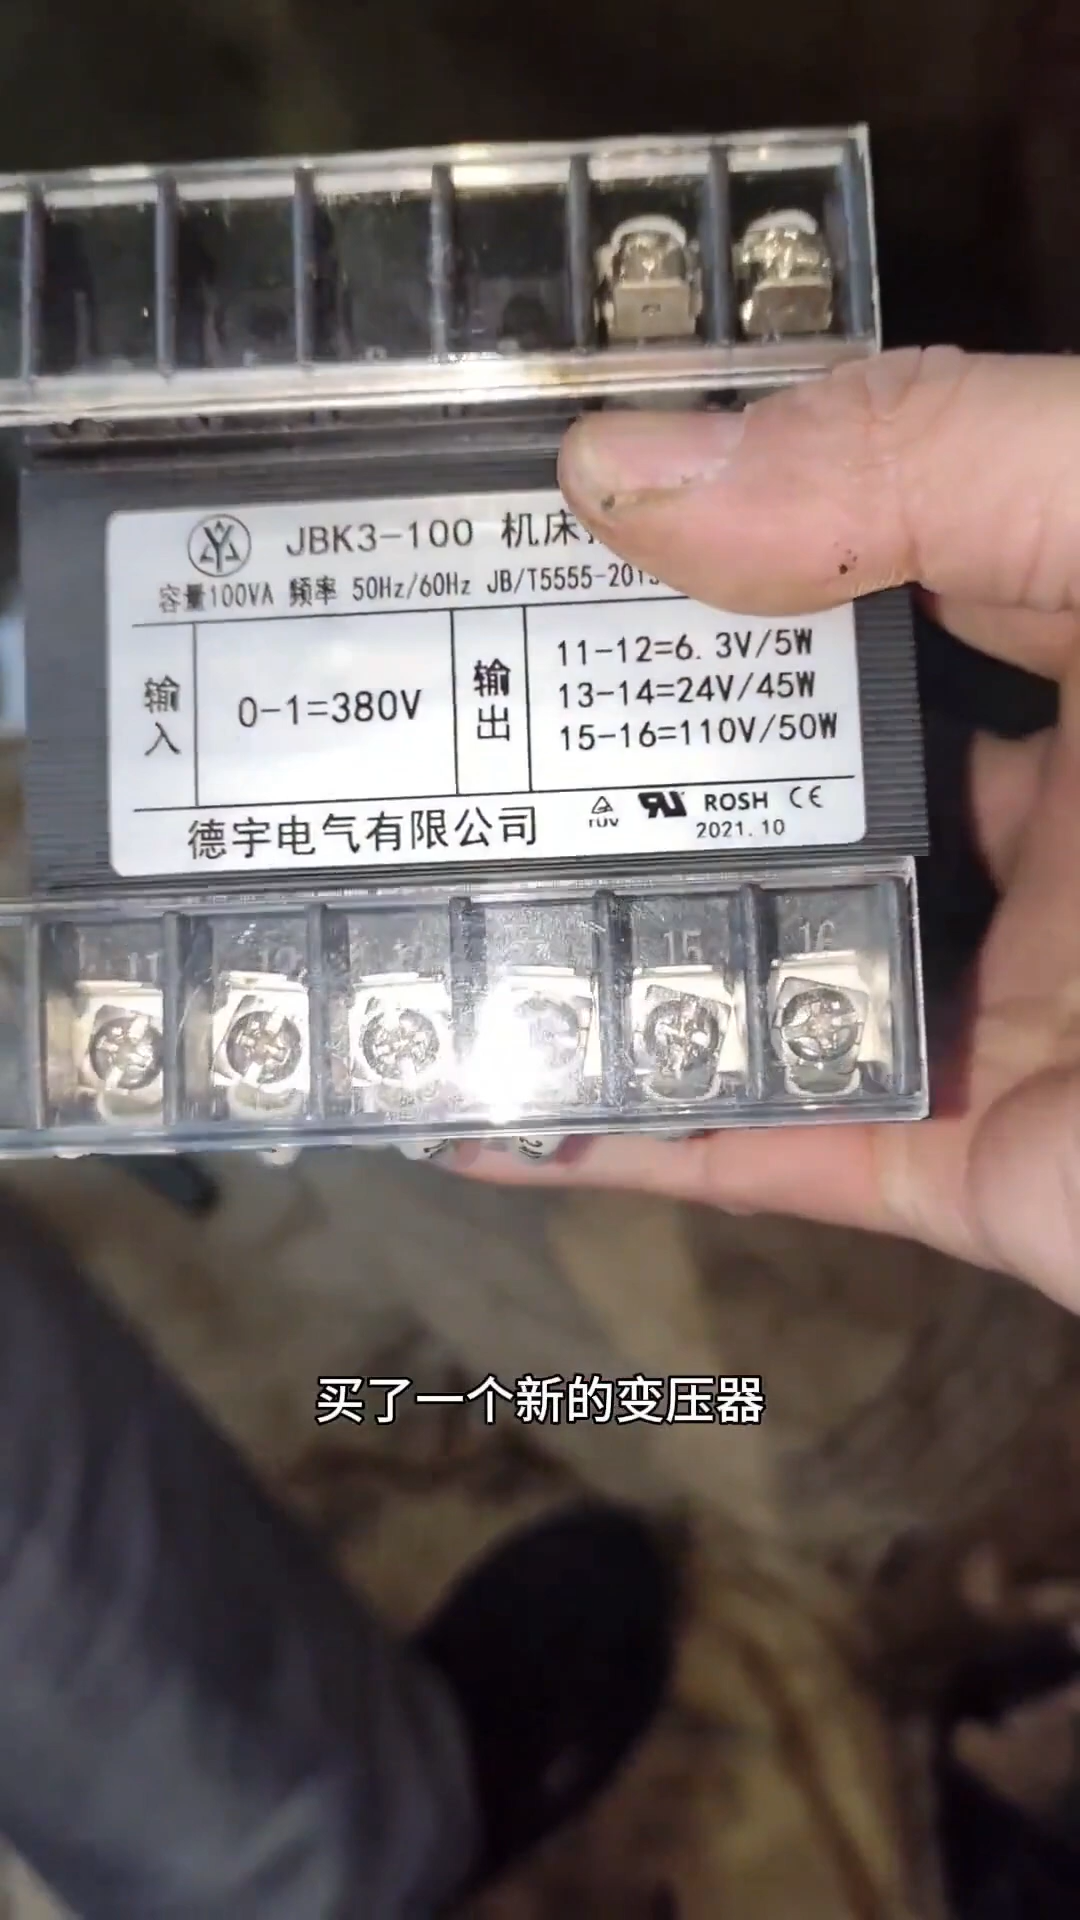 JBK3-100 机床
容量100VA 频率 50Hz/60Hz JB/T5555-201
输入
0-1=380V
输出
11-12=6.3V/5W
13-14=24V/45W
15-16=110V/50W
德宇电气有限公司
TUV
ROSH CE
2021.10
11 12 15 16
买了一个新的变压器